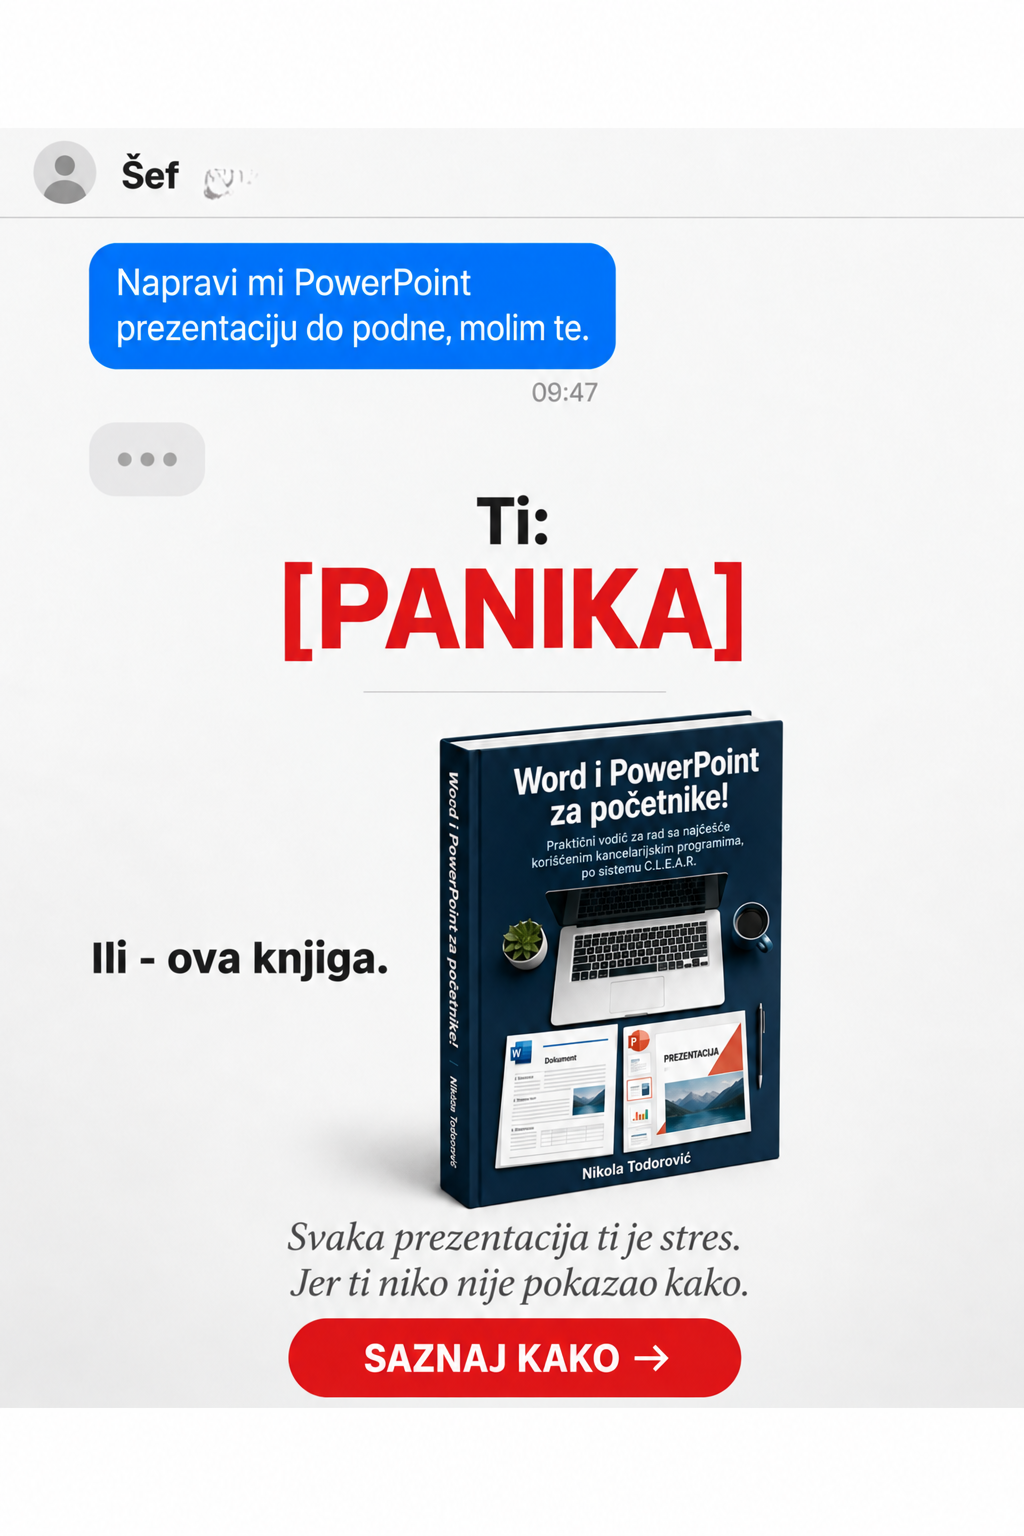 Šef
Napravi mi PowerPoint
prezentaciju do podne, molim te.
09:47
Ti:
[PANIKA]
Word i PowerPoint
za početnike!
Praktični vodič za rad sa najčešće
korišćenim kancelarijskim programima,
po sistemu C.L.E.A.R.
Word i PowerPoint za početnike!
Ili - ova knjiga.
W
Dokument
P
PREZENTACIJA
Nikola Todorović
Svaka prezentacija ti je stres.
Jer ti niko nije pokazao kako.
SAZNAJ KAKO →